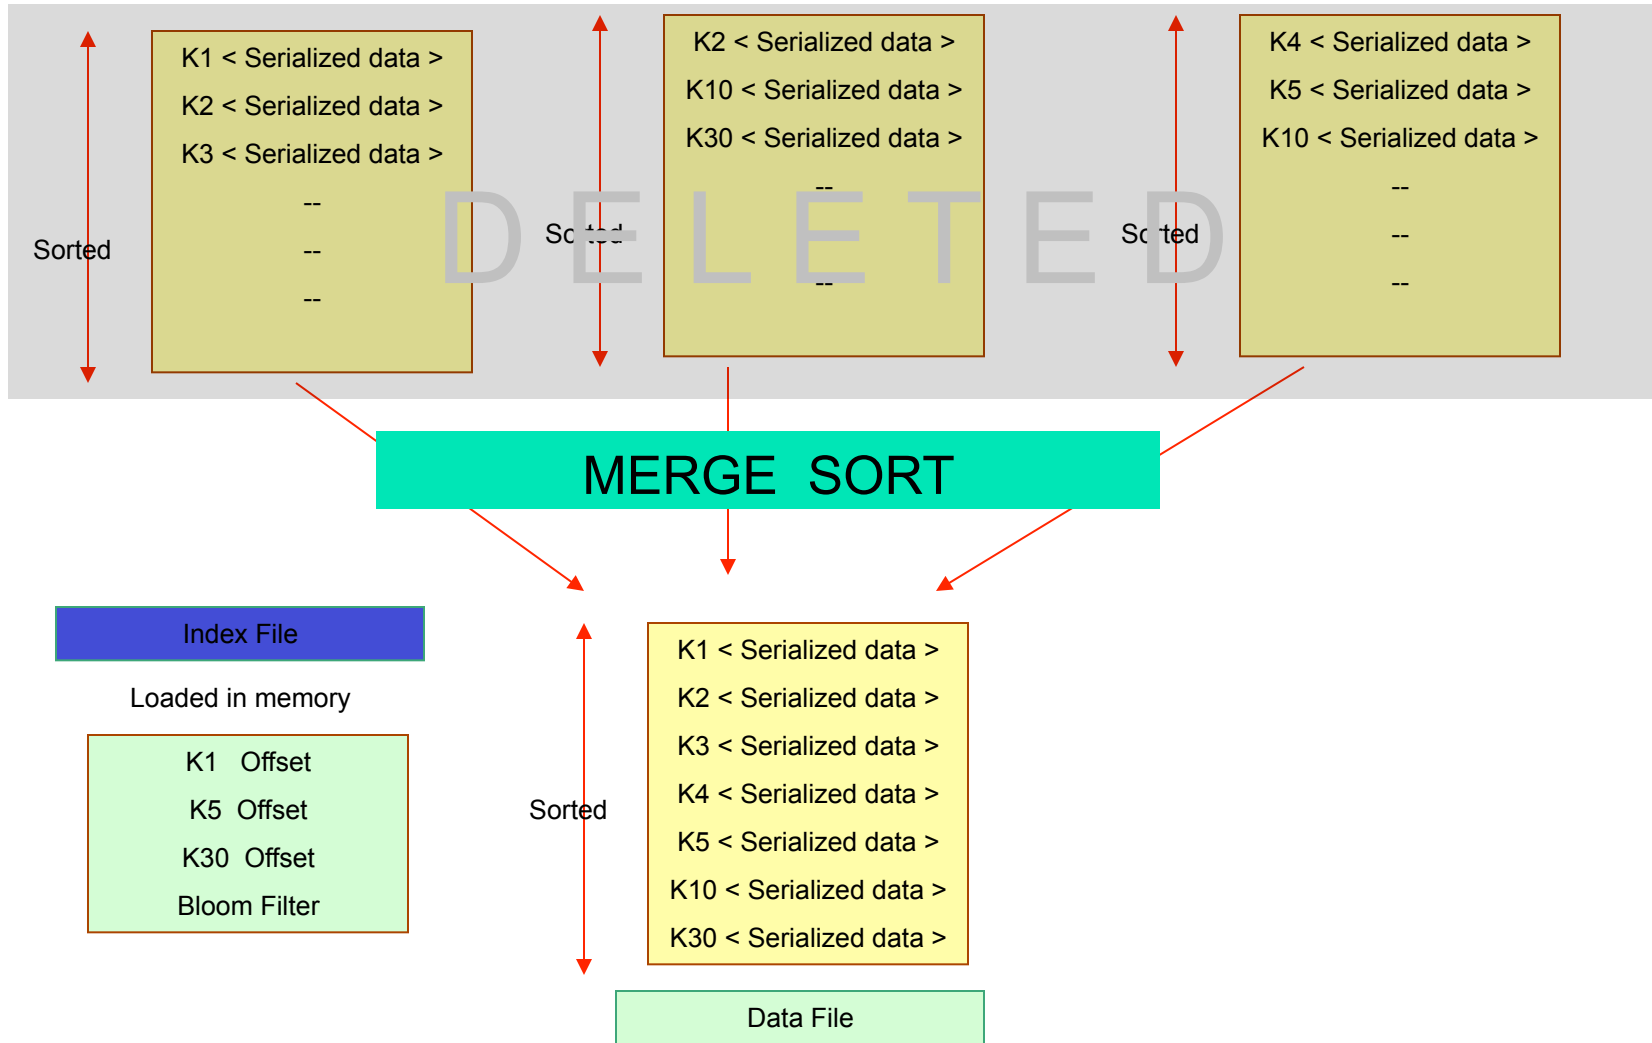 K1 < Serialized data >
K2 < Serialized data >
K3 < Serialized data >
--
--
--
Sorted
K2 < Serialized data >
K10 < Serialized data >
K30 < Serialized data >
--
--
--
Sorted
K4 < Serialized data >
K5 < Serialized data >
K10 < Serialized data >
--
--
--
Sorted
D E L E T E D
MERGE SORT
Index File
Loaded in memory
K1 Offset
K5 Offset
K30 Offset
Bloom Filter
Sorted
K1 < Serialized data >
K2 < Serialized data >
K3 < Serialized data >
K4 < Serialized data >
K5 < Serialized data >
K10 < Serialized data >
K30 < Serialized data >
Data File